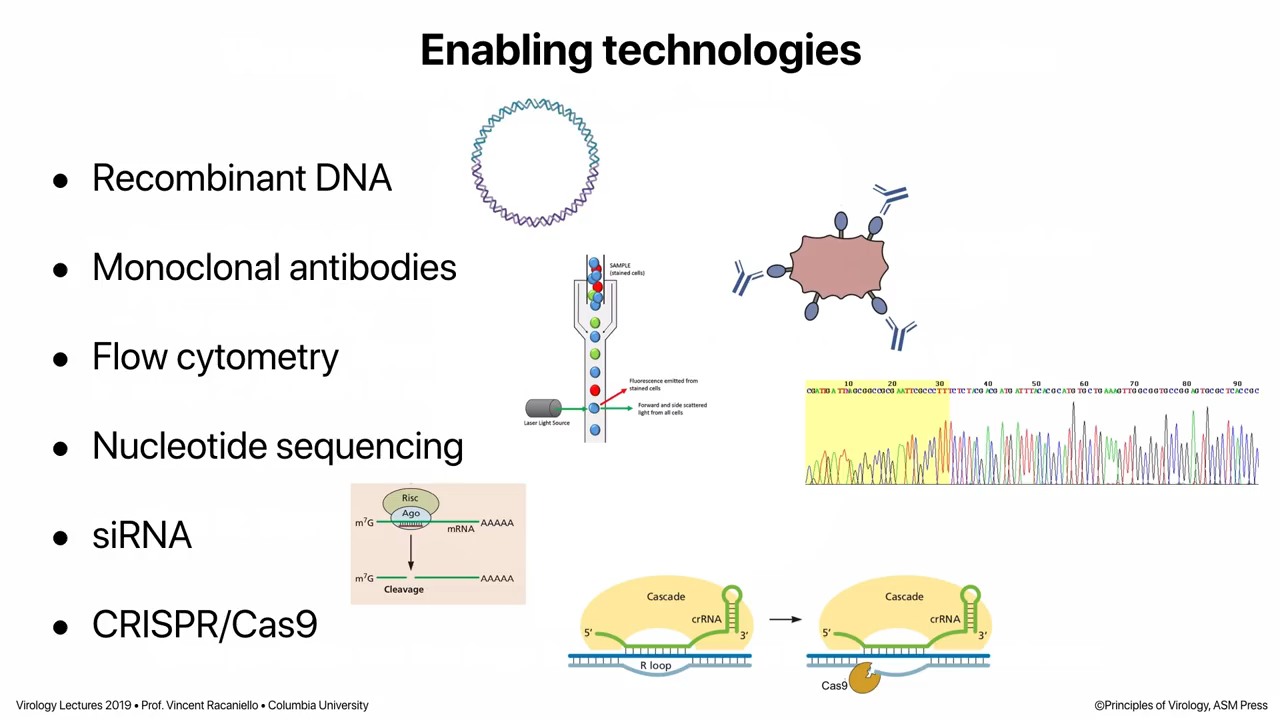 Enabling technologies
• Recombinant DNA
• Monoclonal antibodies
• Flow cytometry
• Nucleotide sequencing
• siRNA
• CRISPR/Cas9
SAMPLE
(stained cells)
Fluorescence emitted from
stained cells
Forward and side scattered
light from all cells
Laser Light Source
10 20 30 40 50 60 70 80 90
Risc
Ago
m⁷G mRNA AAAAA
m⁷G AAAAA
Cleavage
Cascade
crRNA
5′ 3′
R loop
Cascade
crRNA
5′ 3′
Cas9
Virology Lectures 2019 • Prof. Vincent Racaniello • Columbia University
©Principles of Virology, ASM Press